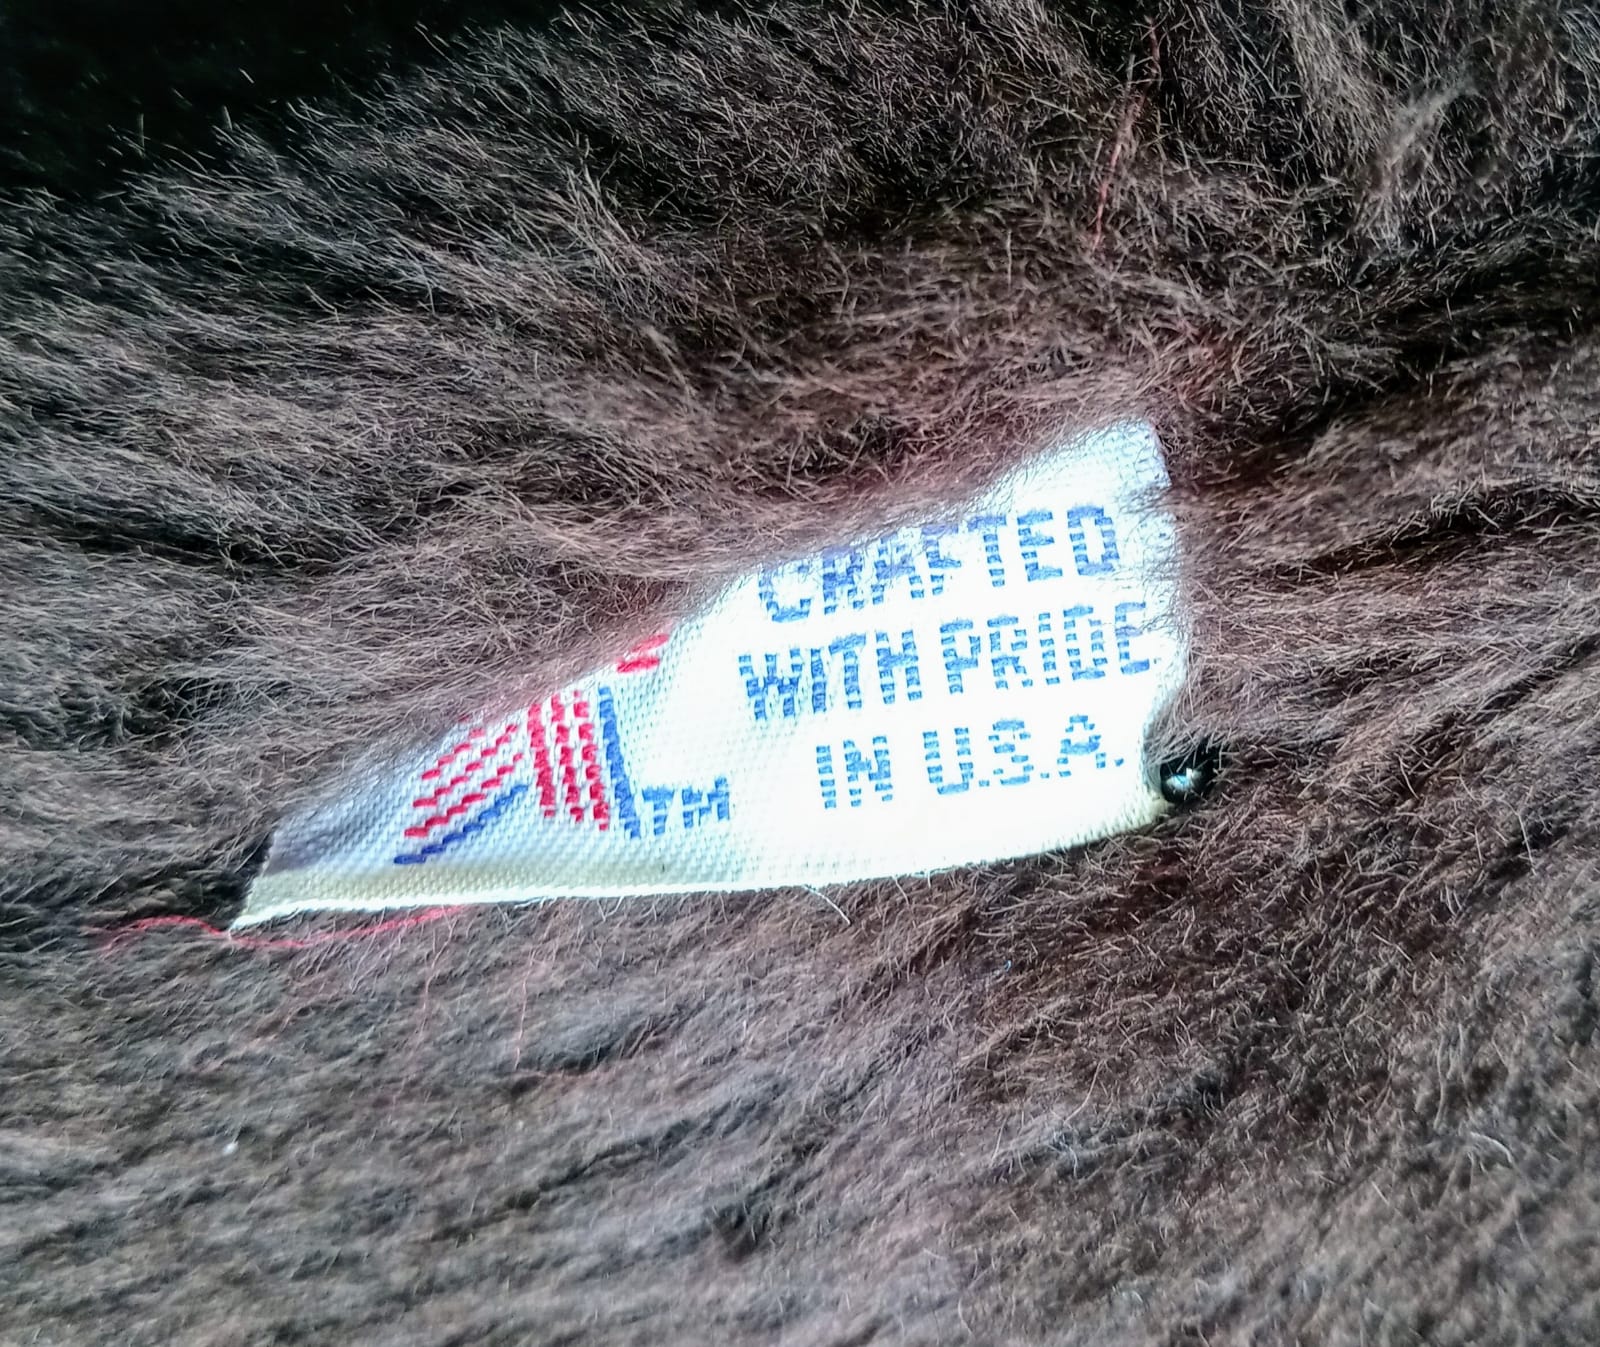 CRAFTED
WITH PRIDE
IN U.S.A.
TM